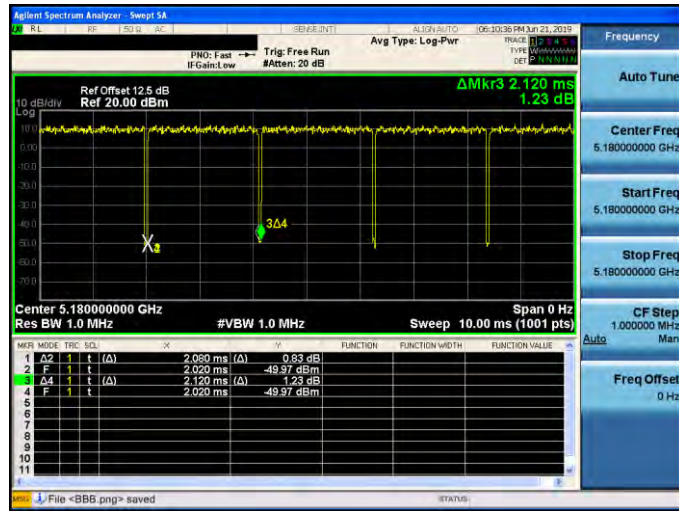 Agilent Spectrum Analyzer - Swept SA
RL RF 50 Ω AC SENSE:INT ALIGN AUTO 06:10:36 PM Jun 21, 2019
PNO: Fast Trig: Free Run Avg Type: Log-Pwr TRACE 1 2 3 4 5 6
IFGain:Low #Atten: 20 dB TYPE
DET P N N N N N
Ref Offset 12.5 dB ΔMkr3 2.120 ms
10 dB/div Ref 20.00 dBm 1.23 dB
Log
10.0
0.00
-10.0
-20.0
-30.0
-40.0
-50.0
-60.0
-70.0
3Δ4
Center 5.180000000 GHz Span 0 Hz
Res BW 1.0 MHz #VBW 1.0 MHz Sweep 10.00 ms (1001 pts)
MKR MODE TRC SCL X Y FUNCTION FUNCTION WIDTH FUNCTION VALUE
1 Δ2 1 t (Δ) 2.080 ms (Δ) 0.83 dB
2 F 1 t 2.020 ms -49.97 dBm
3 Δ4 1 t (Δ) 2.120 ms (Δ) 1.23 dB
4 F 1 t 2.020 ms -49.97 dBm
5
6
7
8
9
10
11
MSG File <BBB.png> saved STATUS
Frequency
Auto Tune
Center Freq
5.180000000 GHz
Start Freq
5.180000000 GHz
Stop Freq
5.180000000 GHz
CF Step
1.000000 MHz
Auto Man
Freq Offset
0 Hz